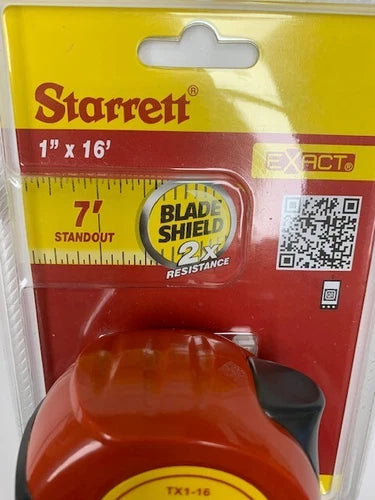 Starrett®
1" x 16'
EXACT®
7'
STANDOUT
BLADE
SHIELD
2x
RESISTANCE
TX1-16